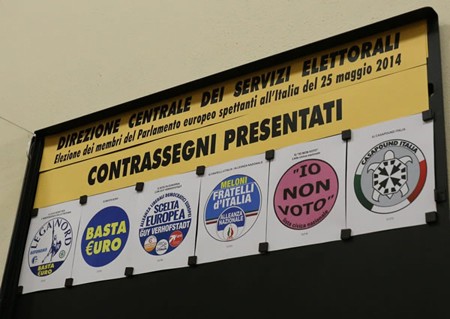 DIREZIONE CENTRALE DEI SERVIZI ELETTORALI
Elezione dei membri del Parlamento europeo spettanti all'Italia del 25 maggio 2014
CONTRASSEGNI PRESENTATI
LEGA NORD
BASTA
€URO
BASTA
€URO
SCELTA
EUROPEA
GUY VERHOFSTADT
MELONI
FRATELLI
d'ITALIA
ALLEANZA
NAZIONALE
"IO
NON
VOTO"
CASAPOUND ITALIA